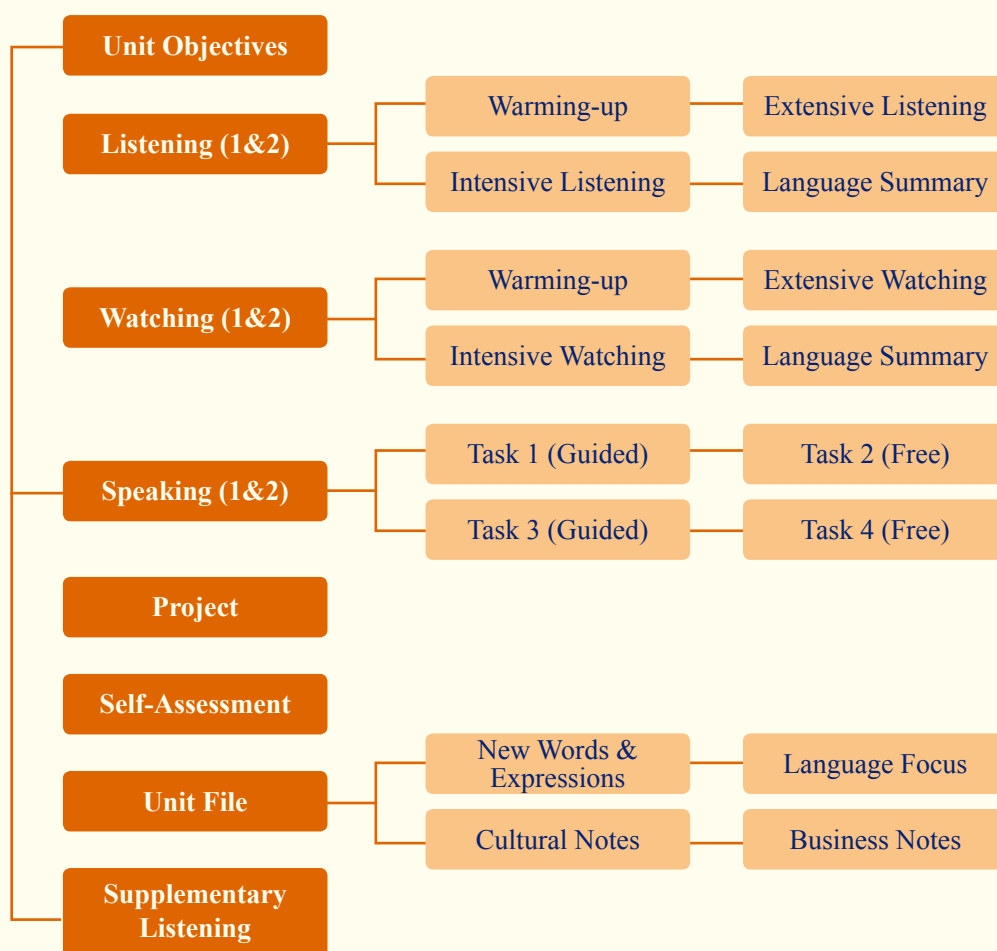 Unit Objectives
Listening (1&2)
Warming-up
Extensive Listening
Intensive Listening
Language Summary
Watching (1&2)
Warming-up
Extensive Watching
Intensive Watching
Language Summary
Speaking (1&2)
Task 1 (Guided)
Task 2 (Free)
Task 3 (Guided)
Task 4 (Free)
Project
Self-Assessment
Unit File
New Words &
Expressions
Language Focus
Cultural Notes
Business Notes
Supplementary
Listening